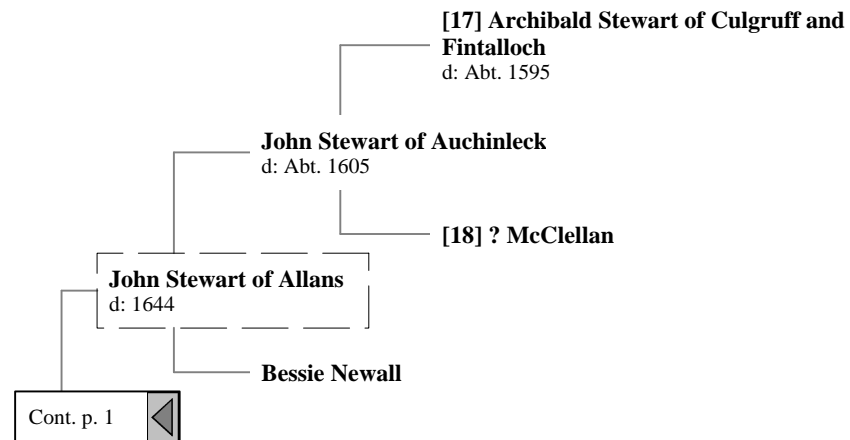 [17] Archibald Stewart of Culgruff and
Fintalloch
d: Abt. 1595
John Stewart of Auchinleck
d: Abt. 1605
[18] ? McClellan
John Stewart of Allans
d: 1644
Bessie Newall
Cont. p. 1